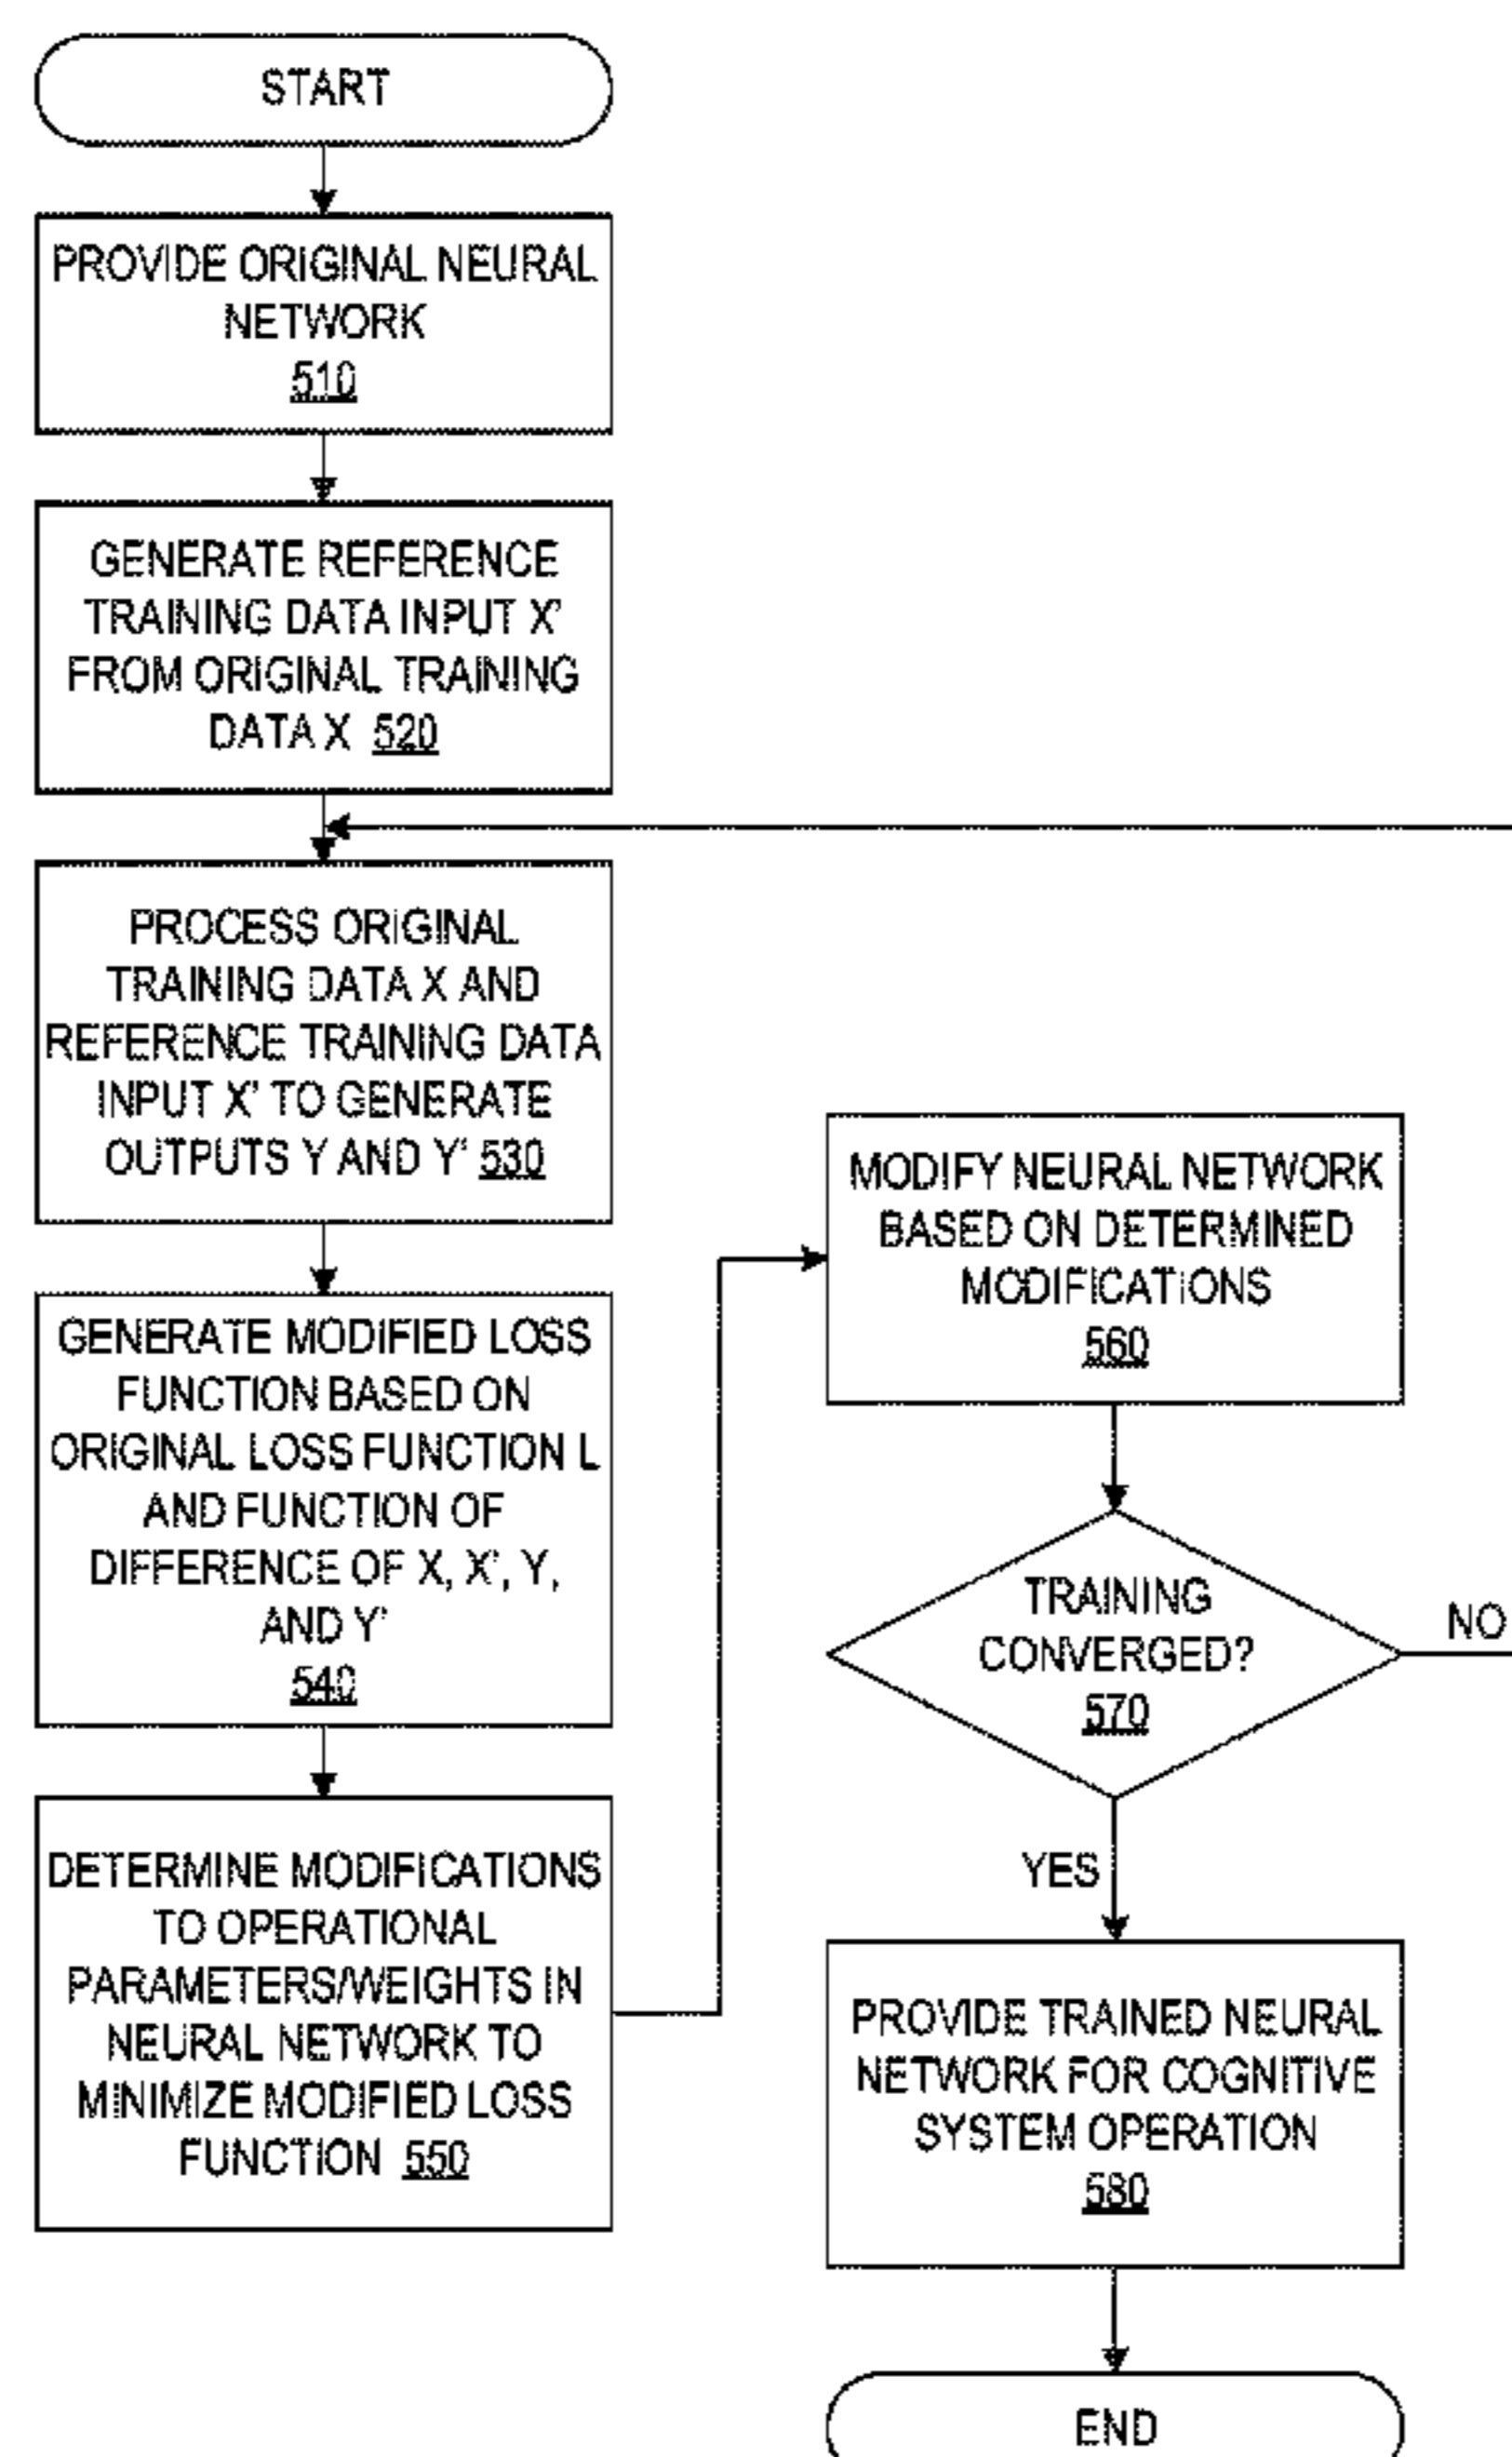 START
PROVIDE ORIGINAL NEURAL
NETWORK
510
GENERATE REFERENCE
TRAINING DATA INPUT X'
FROM ORIGINAL TRAINING
DATA X 520
PROCESS ORIGINAL
TRAINING DATA X AND
REFERENCE TRAINING DATA
INPUT X' TO GENERATE
OUTPUTS Y AND Y' 530
GENERATE MODIFIED LOSS
FUNCTION BASED ON
ORIGINAL LOSS FUNCTION L
AND FUNCTION OF
DIFFERENCE OF X, X', Y,
AND Y'
540
DETERMINE MODIFICATIONS
TO OPERATIONAL
PARAMETERS/WEIGHTS IN
NEURAL NETWORK TO
MINIMIZE MODIFIED LOSS
FUNCTION 550
MODIFY NEURAL NETWORK
BASED ON DETERMINED
MODIFICATIONS
560
TRAINING
CONVERGED?
570
NO
YES
PROVIDE TRAINED NEURAL
NETWORK FOR COGNITIVE
SYSTEM OPERATION
580
END